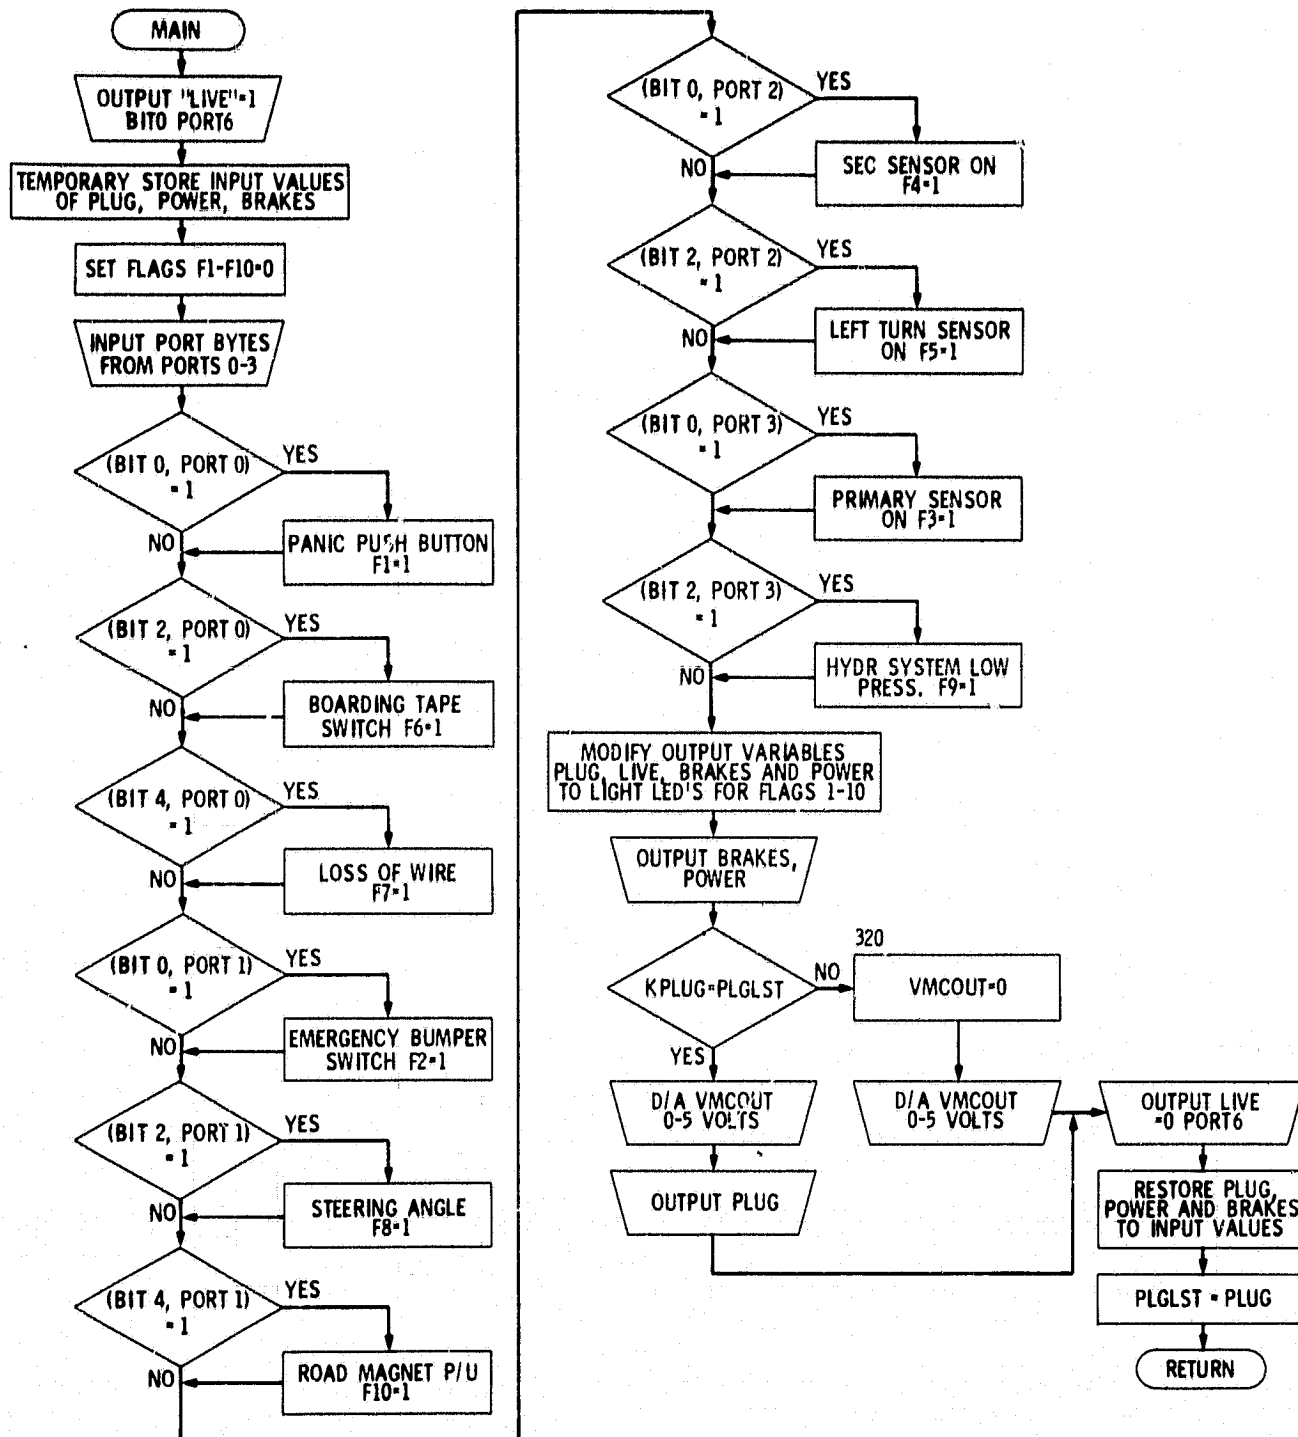 MAIN
OUTPUT "LIVE"=1
BIT0 PORT6
TEMPORARY STORE INPUT VALUES
OF PLUG, POWER, BRAKES
SET FLAGS F1-F10=0
INPUT PORT BYTES
FROM PORTS 0-3
(BIT 0, PORT 0)
= 1
YES
NO
PANIC PUSH BUTTON
F1=1
(BIT 2, PORT 0)
= 1
YES
NO
BOARDING TAPE
SWITCH F6=1
(BIT 4, PORT 0)
= 1
YES
NO
LOSS OF WIRE
F7=1
(BIT 0, PORT 1)
= 1
YES
NO
EMERGENCY BUMPER
SWITCH F2=1
(BIT 2, PORT 1)
= 1
YES
NO
STEERING ANGLE
F8=1
(BIT 4, PORT 1)
= 1
YES
NO
ROAD MAGNET P/U
F10=1
(BIT 0, PORT 2)
= 1
YES
NO
SEC SENSOR ON
F4=1
(BIT 2, PORT 2)
= 1
YES
NO
LEFT TURN SENSOR
ON F5=1
(BIT 0, PORT 3)
= 1
YES
NO
PRIMARY SENSOR
ON F3=1
(BIT 2, PORT 3)
= 1
YES
NO
HYDR SYSTEM LOW
PRESS. F9=1
MODIFY OUTPUT VARIABLES
PLUG, LIVE, BRAKES AND POWER
TO LIGHT LED'S FOR FLAGS 1-10
OUTPUT BRAKES,
POWER
KPLUG=PLGLST
NO
320
VMCOUT=0
YES
D/A VMCOUT
0-5 VOLTS
D/A VMCOUT
0-5 VOLTS
OUTPUT LIVE
=0 PORT6
OUTPUT PLUG
RESTORE PLUG,
POWER AND BRAKES
TO INPUT VALUES
PLGLST = PLUG
RETURN